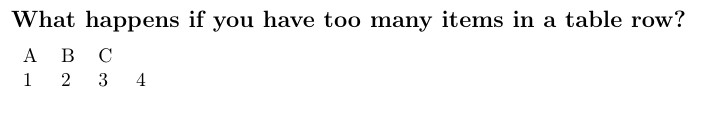 What happens if you have too many items in a table row?
A B C
1 2 3 4